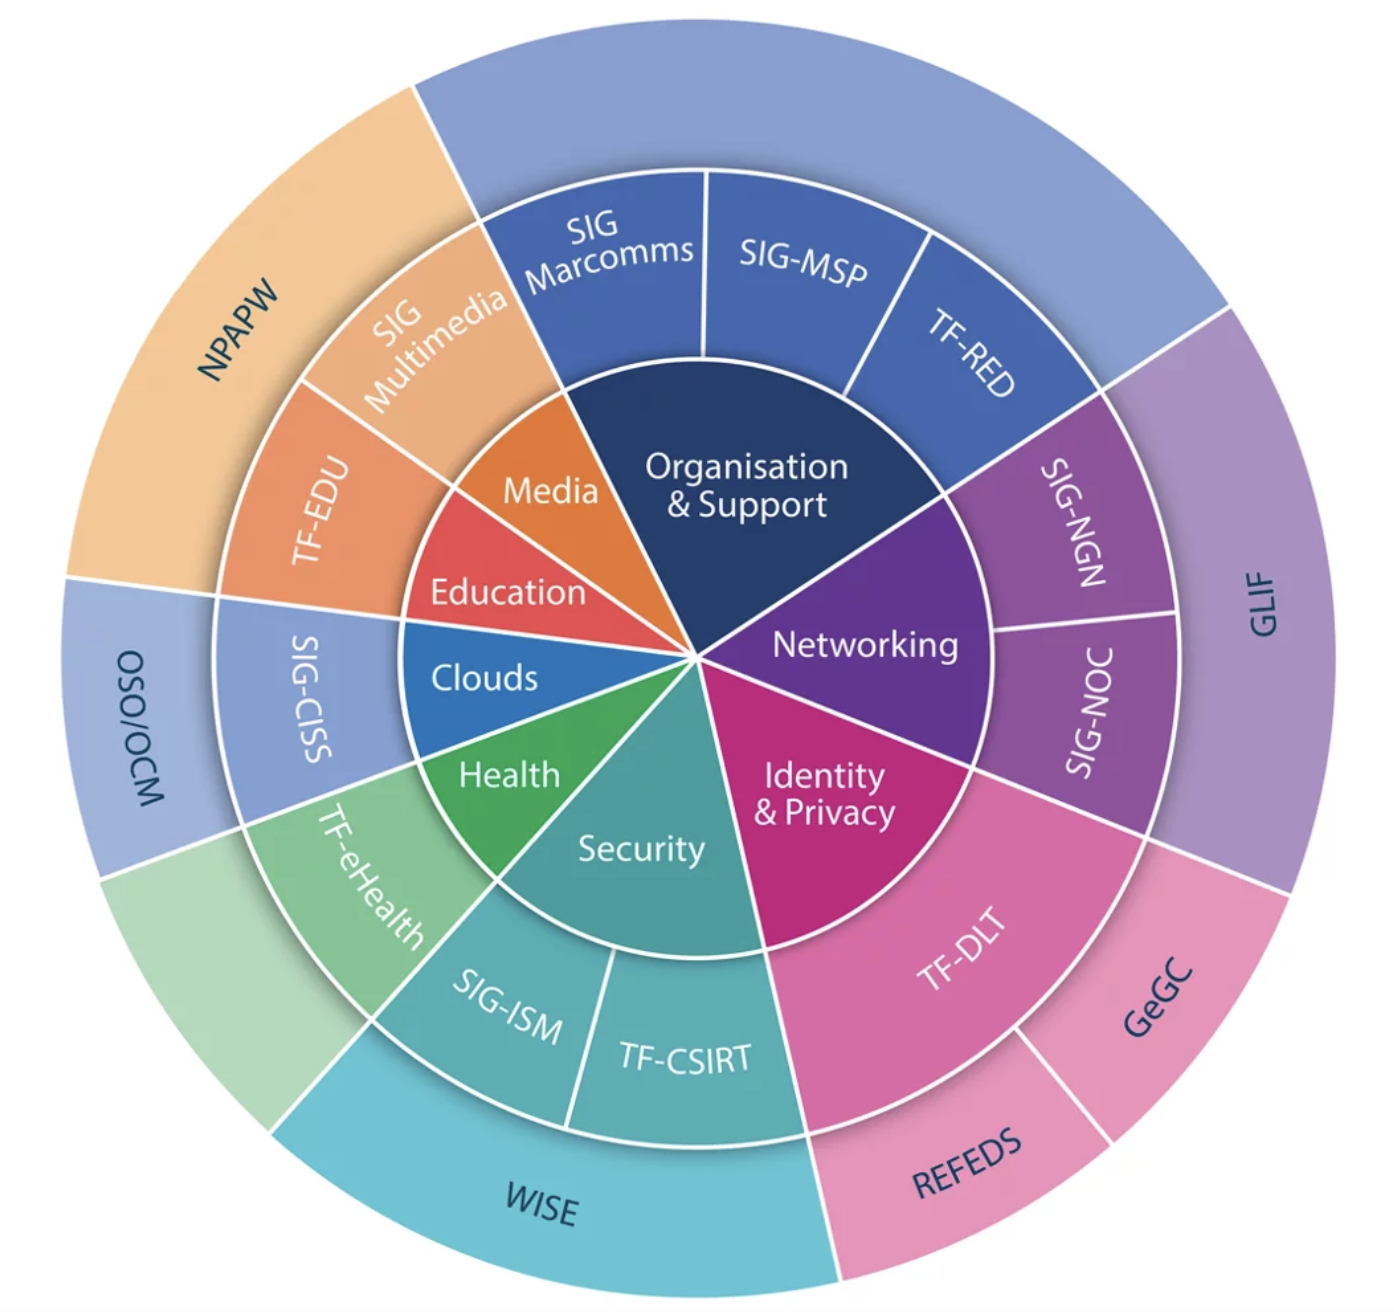 Organisation
& Support
Networking
Identity
& Privacy
Security
Health
Clouds
Education
Media
SIG
Marcomms
SIG-MSP
TF-RED
SIG-NGN
SIG-NOC
TF-DLT
TF-CSIRT
SIG-ISM
TF-eHealth
SIG-CISS
TF-EDU
SIG
Multimedia
GLIF
GeGC
REFEDS
WISE
OSO/OCM
NPAPW